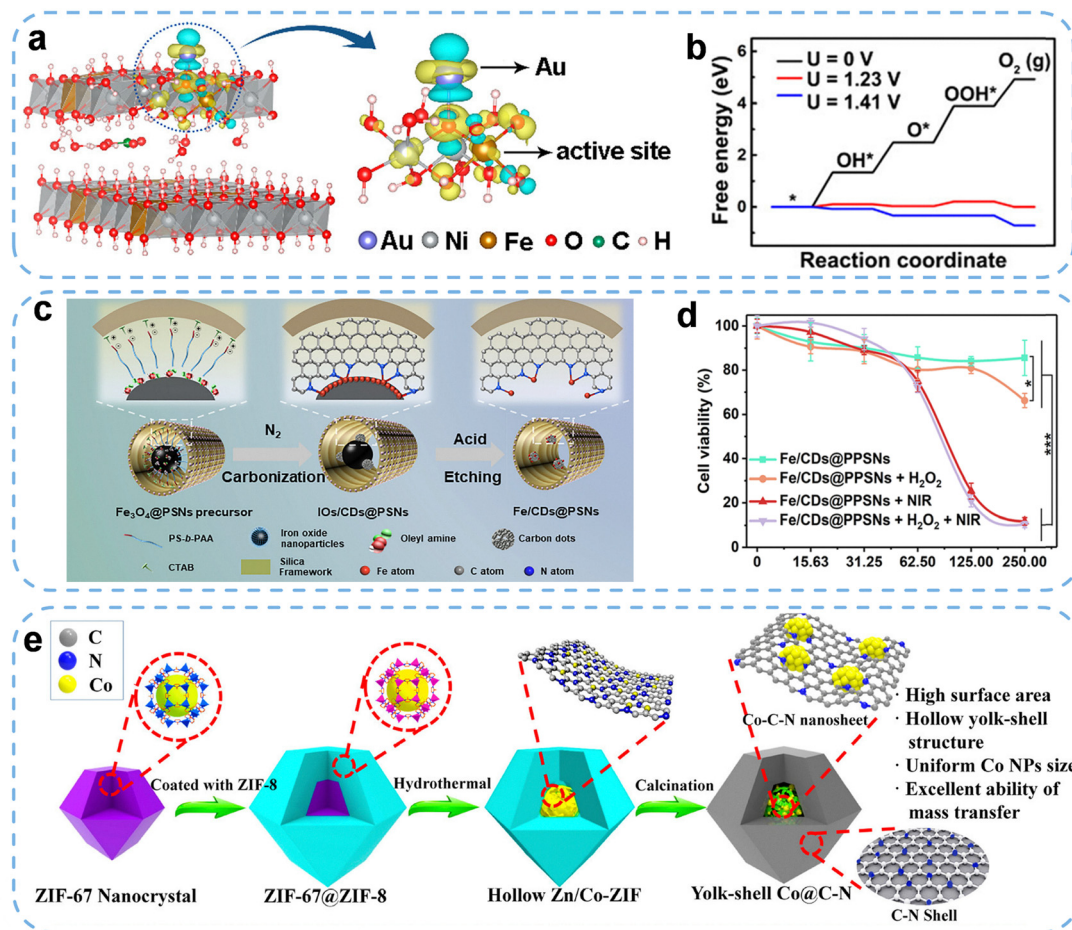 a
Au
active site
Au Ni Fe O C H
b
Free energy (eV)
6
4
2
0
U = 0 V
U = 1.23 V
U = 1.41 V
*
OH*
O*
OOH*
O₂ (g)
Reaction coordinate
c
N₂
Carbonization
Acid
Etching
Fe₃O₄@PSNs precursor
IOs/CDs@PSNs
Fe/CDs@PSNs
PS-b-PAA
Iron oxide
nanoparticles
Oleyl amine
Carbon dots
CTAB
Silica
Framework
Fe atom
C atom
N atom
d
Cell viability (%)
100
80
60
40
20
0
Fe/CDs@PPSNs
Fe/CDs@PPSNs + H₂O₂
Fe/CDs@PPSNs + NIR
Fe/CDs@PPSNs + H₂O₂ + NIR
*
***
0 15.63 31.25 62.50 125.00 250.00
e
C
N
Co
Coated with ZIF-8
Hydrothermal
Calcination
Co-C-N nanosheet
· High surface area
· Hollow yolk-shell
structure
· Uniform Co NPs size
· Excellent ability of
mass transfer
ZIF-67 Nanocrystal
ZIF-67@ZIF-8
Hollow Zn/Co-ZIF
Yolk-shell Co@C-N
C-N Shell